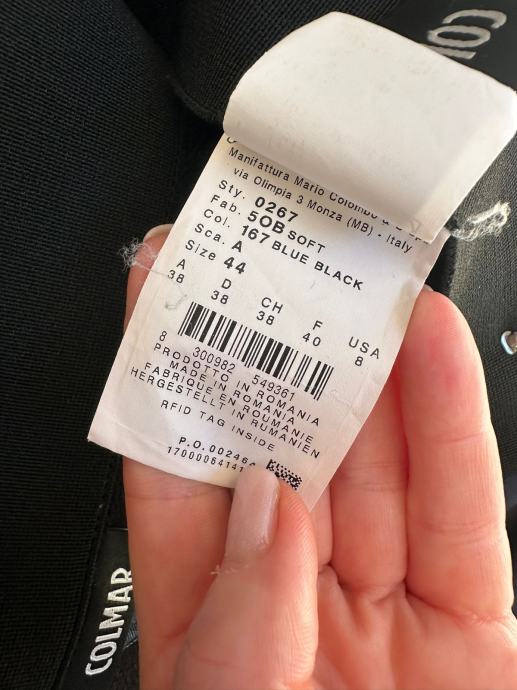 COL
Manifattura Mario Colombo &
via Olimpia 3 Monza (MB) - Italy
Sty. 0267
Fab. 5OB SOFT
Col. 167 BLUE BLACK
Sca. A
Size 44
A D CH F USA
38 38 38 40 8
8 300982 549361
PRODOTTO IN ROMANIA
MADE IN ROMANIA
FABRIQUE EN ROUMANIE
HERGESTELLT IN RUMANIEN
RFID TAG INSIDE
P.O.
COLMAR